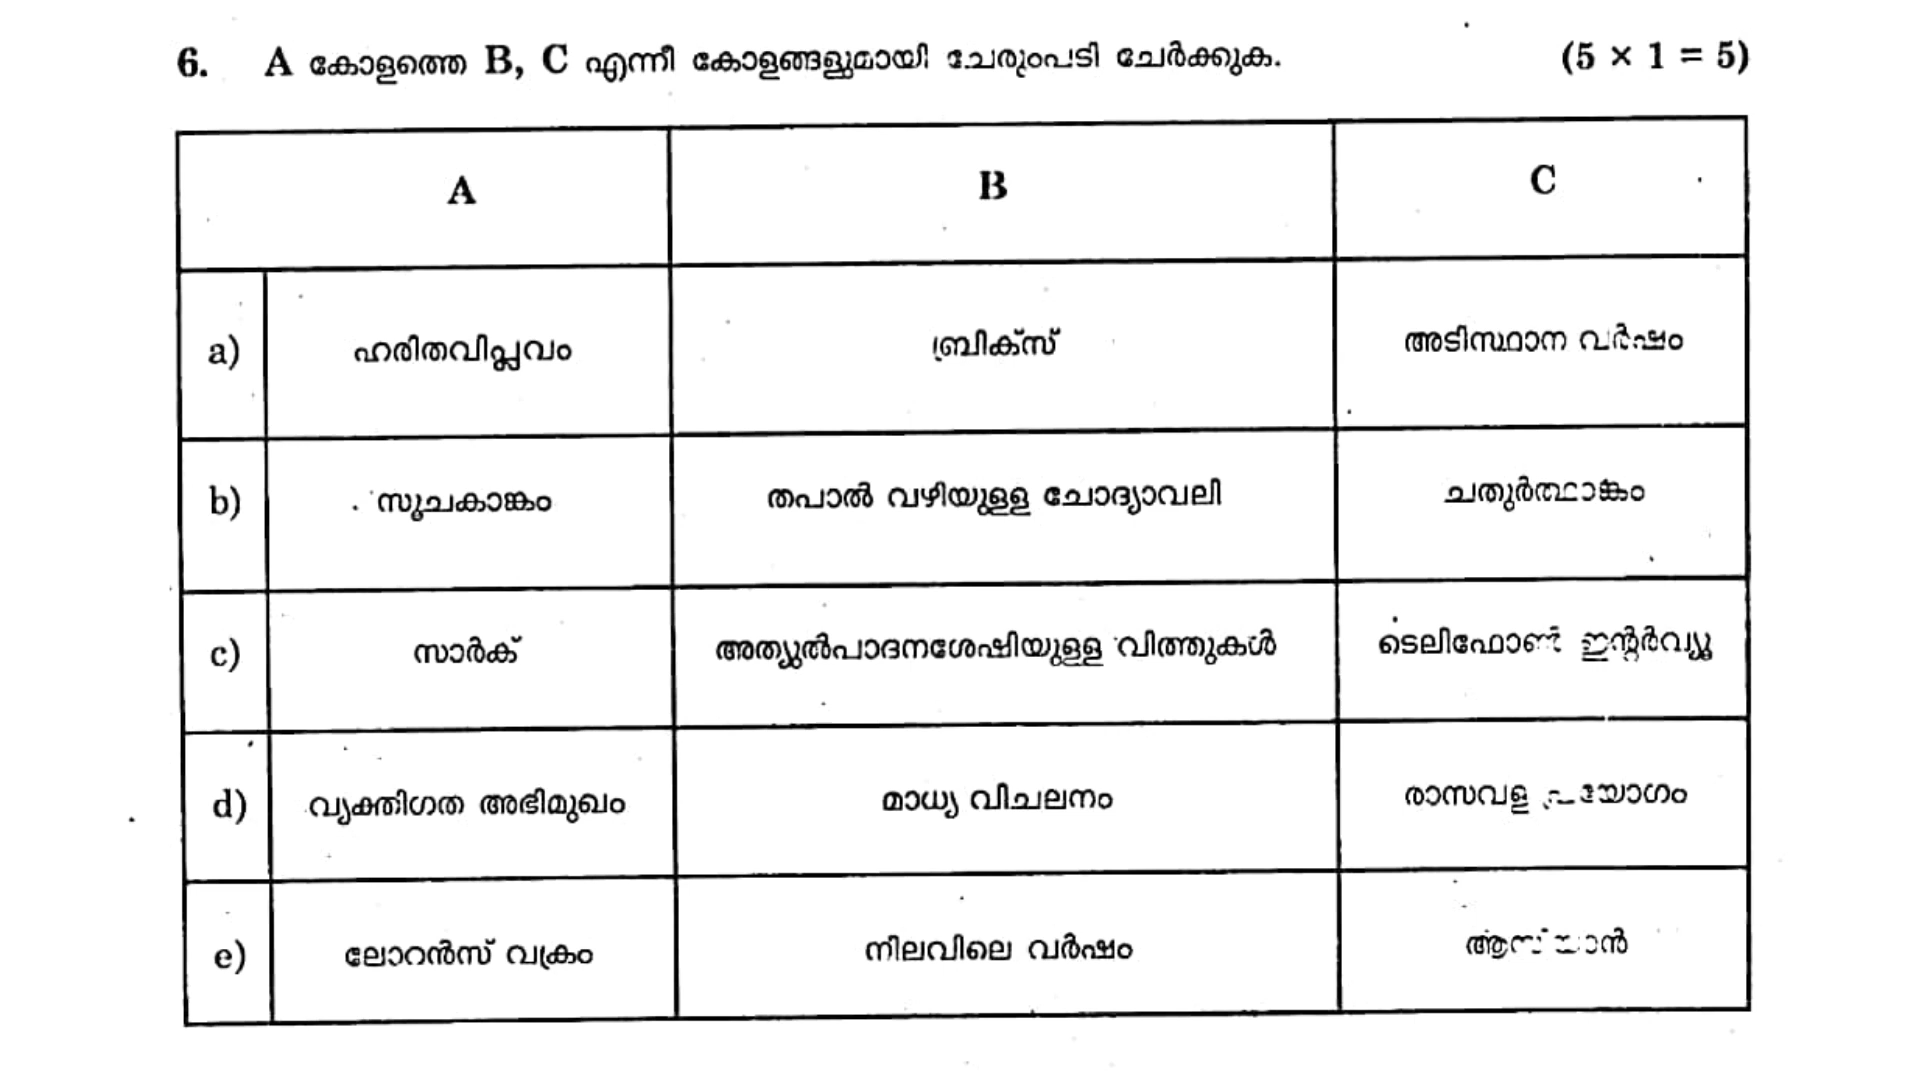 6. A കോളത്തെ B, C എന്നീ കോളങ്ങളുമായി ചേരുംപടി ചേർക്കുക. (5 × 1 = 5)
A B C
a) ഹരിതവിപ്ലവം ബ്രിക്സ് അടിസ്ഥാന വർഷം
b) സൂചകാങ്കം തപാൽ വഴിയുള്ള ചോദ്യാവലി ചതുർത്ഥാങ്കം
c) സാർക് അത്യുൽപാദനശേഷിയുള്ള വിത്തുകൾ ടെലിഫോൺ ഇന്റർവ്യൂ
d) വ്യക്തിഗത അഭിമുഖം മാധ്യ വിചലനം രാസവള പ്രയോഗം
e) ലോറൻസ് വക്രം നിലവിലെ വർഷം ആസിയാൻ